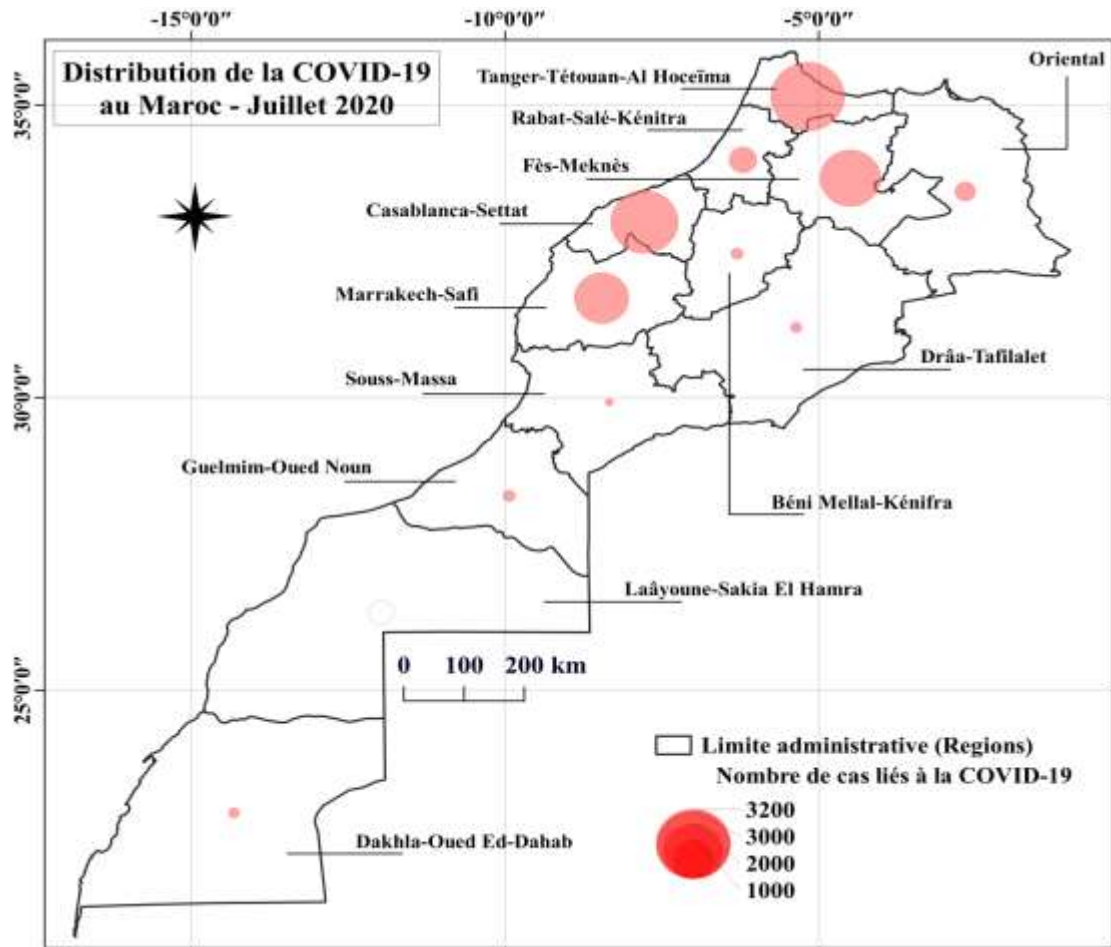 -15°0′0″
-10°0′0″
-5°0′0″
Distribution de la COVID-19
au Maroc - Juillet 2020
Tanger-Tétouan-Al Hoceïma
Oriental
35°0′0″
Rabat-Salé-Kénitra
Fès-Meknès
Casablanca-Settat
Marrakech-Safi
Drâa-Tafilalet
Souss-Massa
30°0′0″
Guelmim-Oued Noun
Béni Mellal-Kénifra
Laâyoune-Sakia El Hamra
0 100 200 km
25°0′0″
Limite administrative (Regions)
Nombre de cas liés à la COVID-19
3200
3000
2000
1000
Dakhla-Oued Ed-Dahab